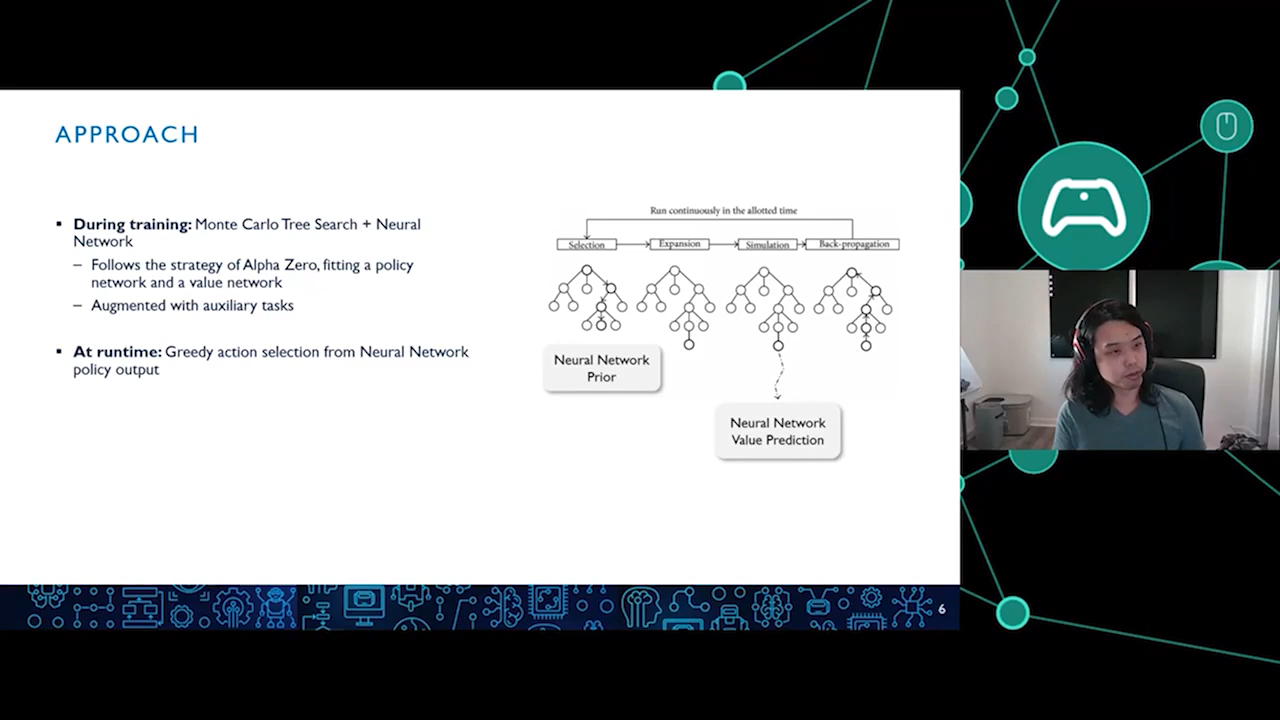 APPROACH
▪ During training: Monte Carlo Tree Search + Neural
Network
– Follows the strategy of Alpha Zero, fitting a policy
network and a value network
– Augmented with auxiliary tasks
▪ At runtime: Greedy action selection from Neural Network
policy output
Run continuously in the allotted time
Selection Expansion Simulation Back-propagation
Neural Network
Prior
Neural Network
Value Prediction
6